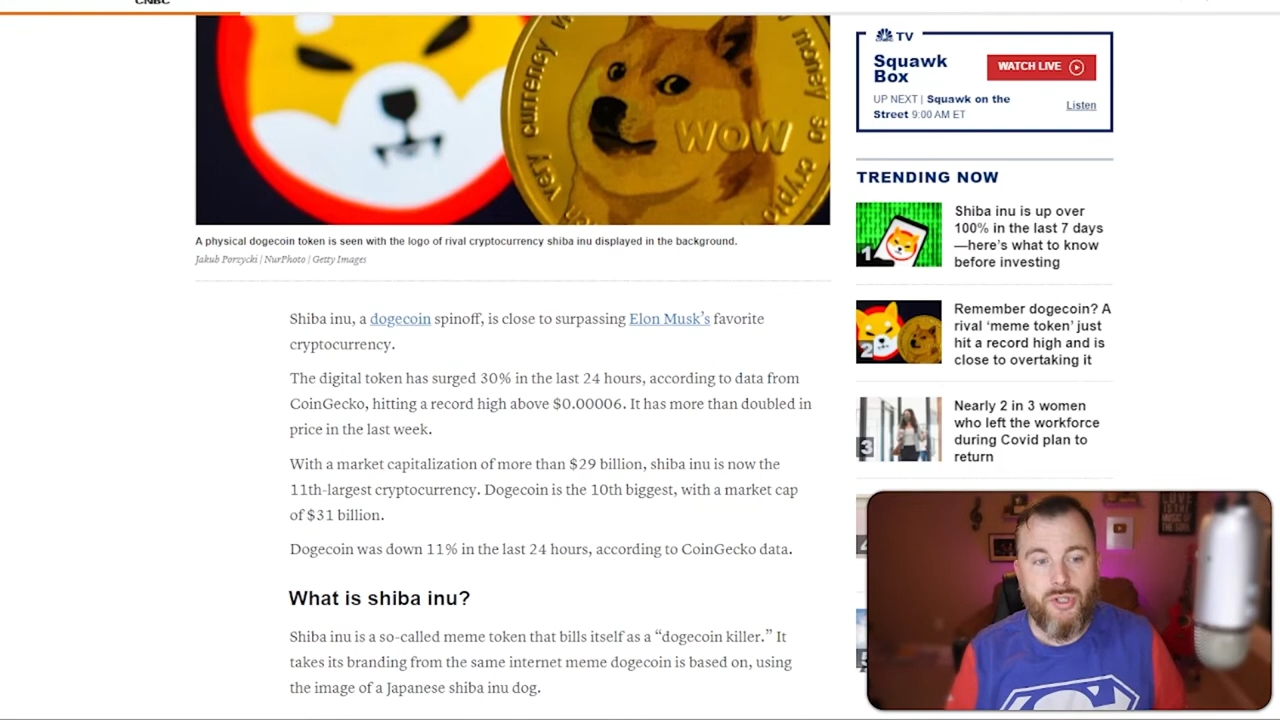 CNBC
very currency
WOW
money so crypto
A physical dogecoin token is seen with the logo of rival cryptocurrency shiba inu displayed in the background.
Jakub Porzycki | NurPhoto | Getty Images
Shiba inu, a dogecoin spinoff, is close to surpassing Elon Musk’s favorite
cryptocurrency.
The digital token has surged 30% in the last 24 hours, according to data from
CoinGecko, hitting a record high above $0.00006. It has more than doubled in
price in the last week.
With a market capitalization of more than $29 billion, shiba inu is now the
11th-largest cryptocurrency. Dogecoin is the 10th biggest, with a market cap
of $31 billion.
Dogecoin was down 11% in the last 24 hours, according to CoinGecko data.
What is shiba inu?
Shiba inu is a so-called meme token that bills itself as a “dogecoin killer.” It
takes its branding from the same internet meme dogecoin is based on, using
the image of a Japanese shiba inu dog.
TV
Squawk
Box
WATCH LIVE
UP NEXT | Squawk on the
Street 9:00 AM ET
Listen
TRENDING NOW
1
Shiba inu is up over
100% in the last 7 days
—here’s what to know
before investing
2
Remember dogecoin? A
rival ‘meme token’ just
hit a record high and is
close to overtaking it
3
Nearly 2 in 3 women
who left the workforce
during Covid plan to
return